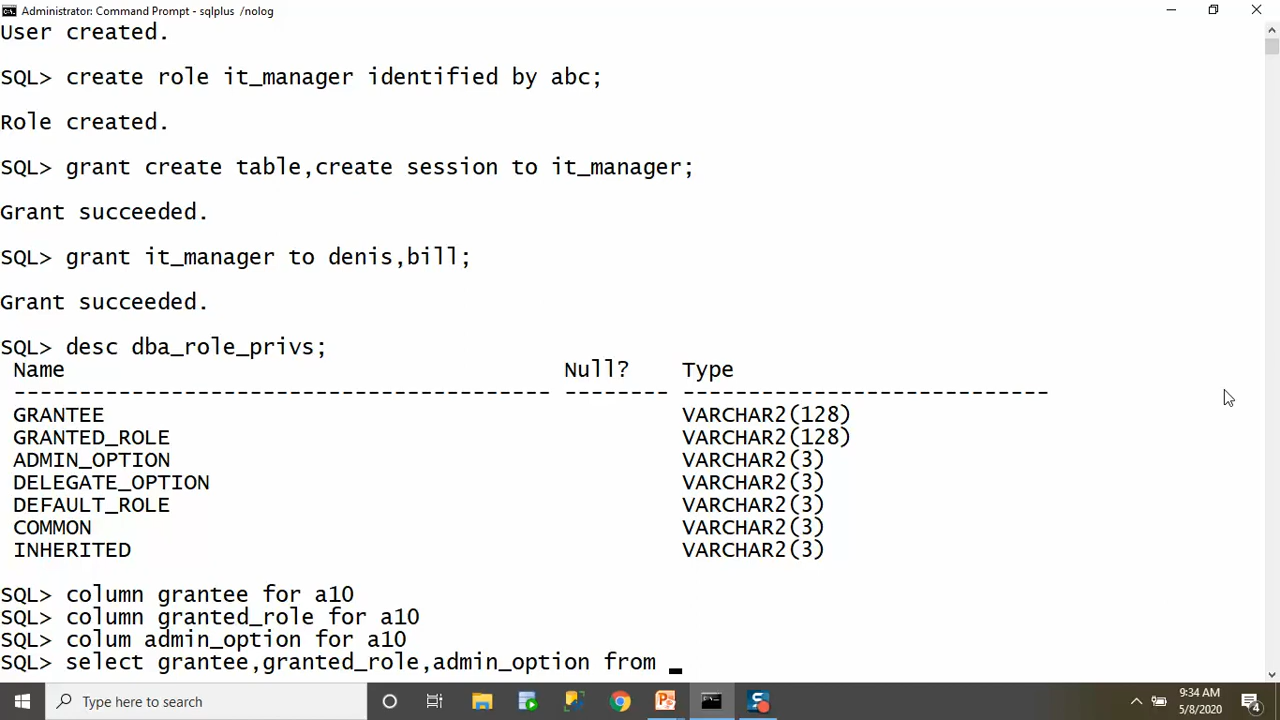 Administrator: Command Prompt - sqlplus  /nolog
User created.
SQL> create role it_manager identified by abc;
Role created.
SQL> grant create table,create session to it_manager;
Grant succeeded.
SQL> grant it_manager to denis,bill;
Grant succeeded.
SQL> desc dba_role_privs;
Name Null? Type
----------------------------------------- -------- ----------------------------
GRANTEE VARCHAR2(128)
GRANTED_ROLE VARCHAR2(128)
ADMIN_OPTION VARCHAR2(3)
DELEGATE_OPTION VARCHAR2(3)
DEFAULT_ROLE VARCHAR2(3)
COMMON VARCHAR2(3)
INHERITED VARCHAR2(3)
SQL> column grantee for a10
SQL> column granted_role for a10
SQL> colum admin_option for a10
SQL> select grantee,granted_role,admin_option from _
Type here to search
9:34 AM
5/8/2020
4